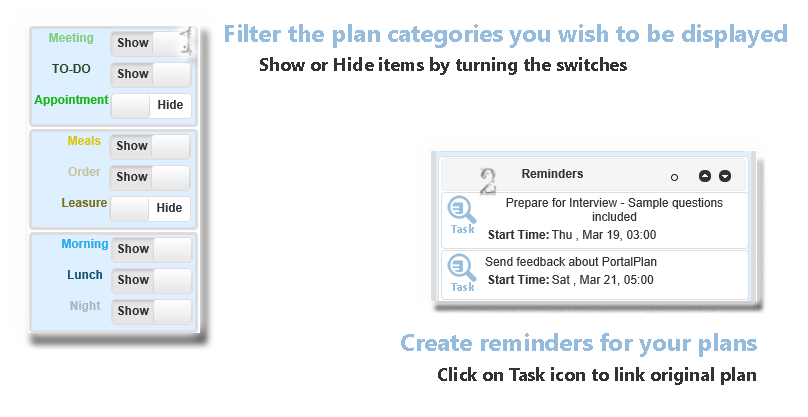 Filter the plan categories you wish to be displayed
Show or Hide items by turning the switches
1
Meeting Show
TO-DO Show
Appointment Hide
Meals Show
Order Show
Leasure Hide
Morning Show
Lunch Show
Night Show
2 Reminders
Prepare for Interview - Sample questions
included
Task Start Time: Thu , Mar 19, 03:00
Send feedback about PortalPlan
Start Time: Sat , Mar 21, 05:00
Task
Create reminders for your plans
Click on Task icon to link original plan